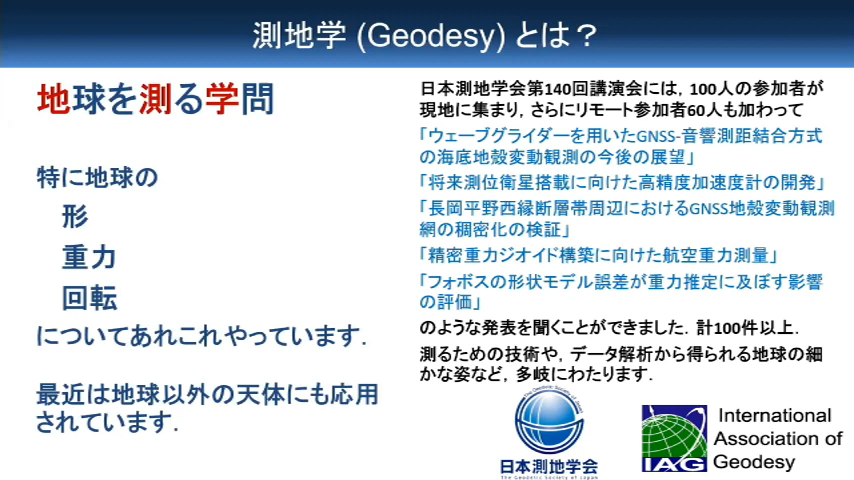 測地学 (Geodesy) とは？
地球を測る学問
特に地球の
形
重力
回転
についてあれこれやっています．
最近は地球以外の天体にも応用
されています．
日本測地学会第140回講演会には，100人の参加者が
現地に集まり，さらにリモート参加者60人も加わって
「ウェーブグライダーを用いたGNSS-音響測距結合方式
の海底地殻変動観測の今後の展望」
「将来測位衛星搭載に向けた高精度加速度計の開発」
「長岡平野西縁断層帯周辺におけるGNSS地殻変動観測
網の稠密化の検証」
「精密重力ジオイド構築に向けた航空重力測量」
「フォボスの形状モデル誤差が重力推定に及ぼす影響
の評価」
のような発表を聞くことができました．計100件以上．
測るための技術や，データ解析から得られる地球の細
かな姿など，多岐にわたります．
The Geodetic Society of Japan
日本測地学会
The Geodetic Society of Japan
IAG
International
Association of
Geodesy